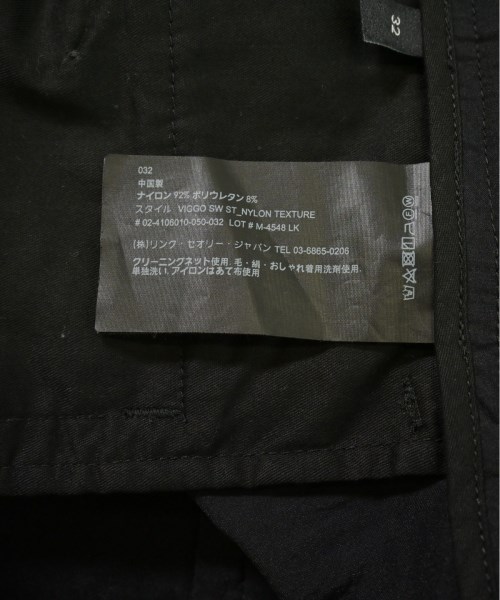 32
032
中国製
ナイロン 92% ポリウレタン 8%
スタイル VIGGO SW ST_NYLON TEXTURE
# 02-4106010-050-032 LOT # M-4548 LK
(株)リンク・セオリー・ジャパン TEL 03-6865-0206
クリーニングネット使用. 毛・絹・おしゃれ着用洗剤使用.
単独洗い. アイロンはあて布使用.